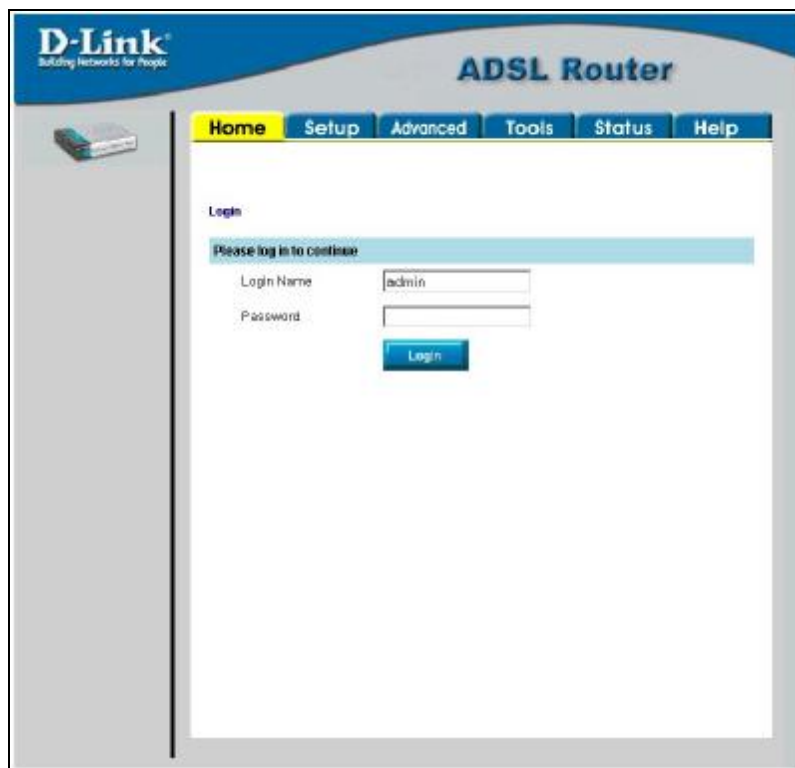 D-Link®
Building Networks for People
ADSL Router
Home Setup Advanced Tools Status Help
Login
Please log in to continue
Login Name admin
Password
Login